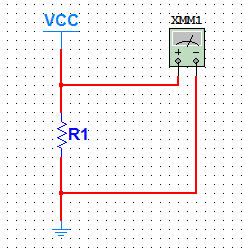 VCC
XMM1
+ −
R1